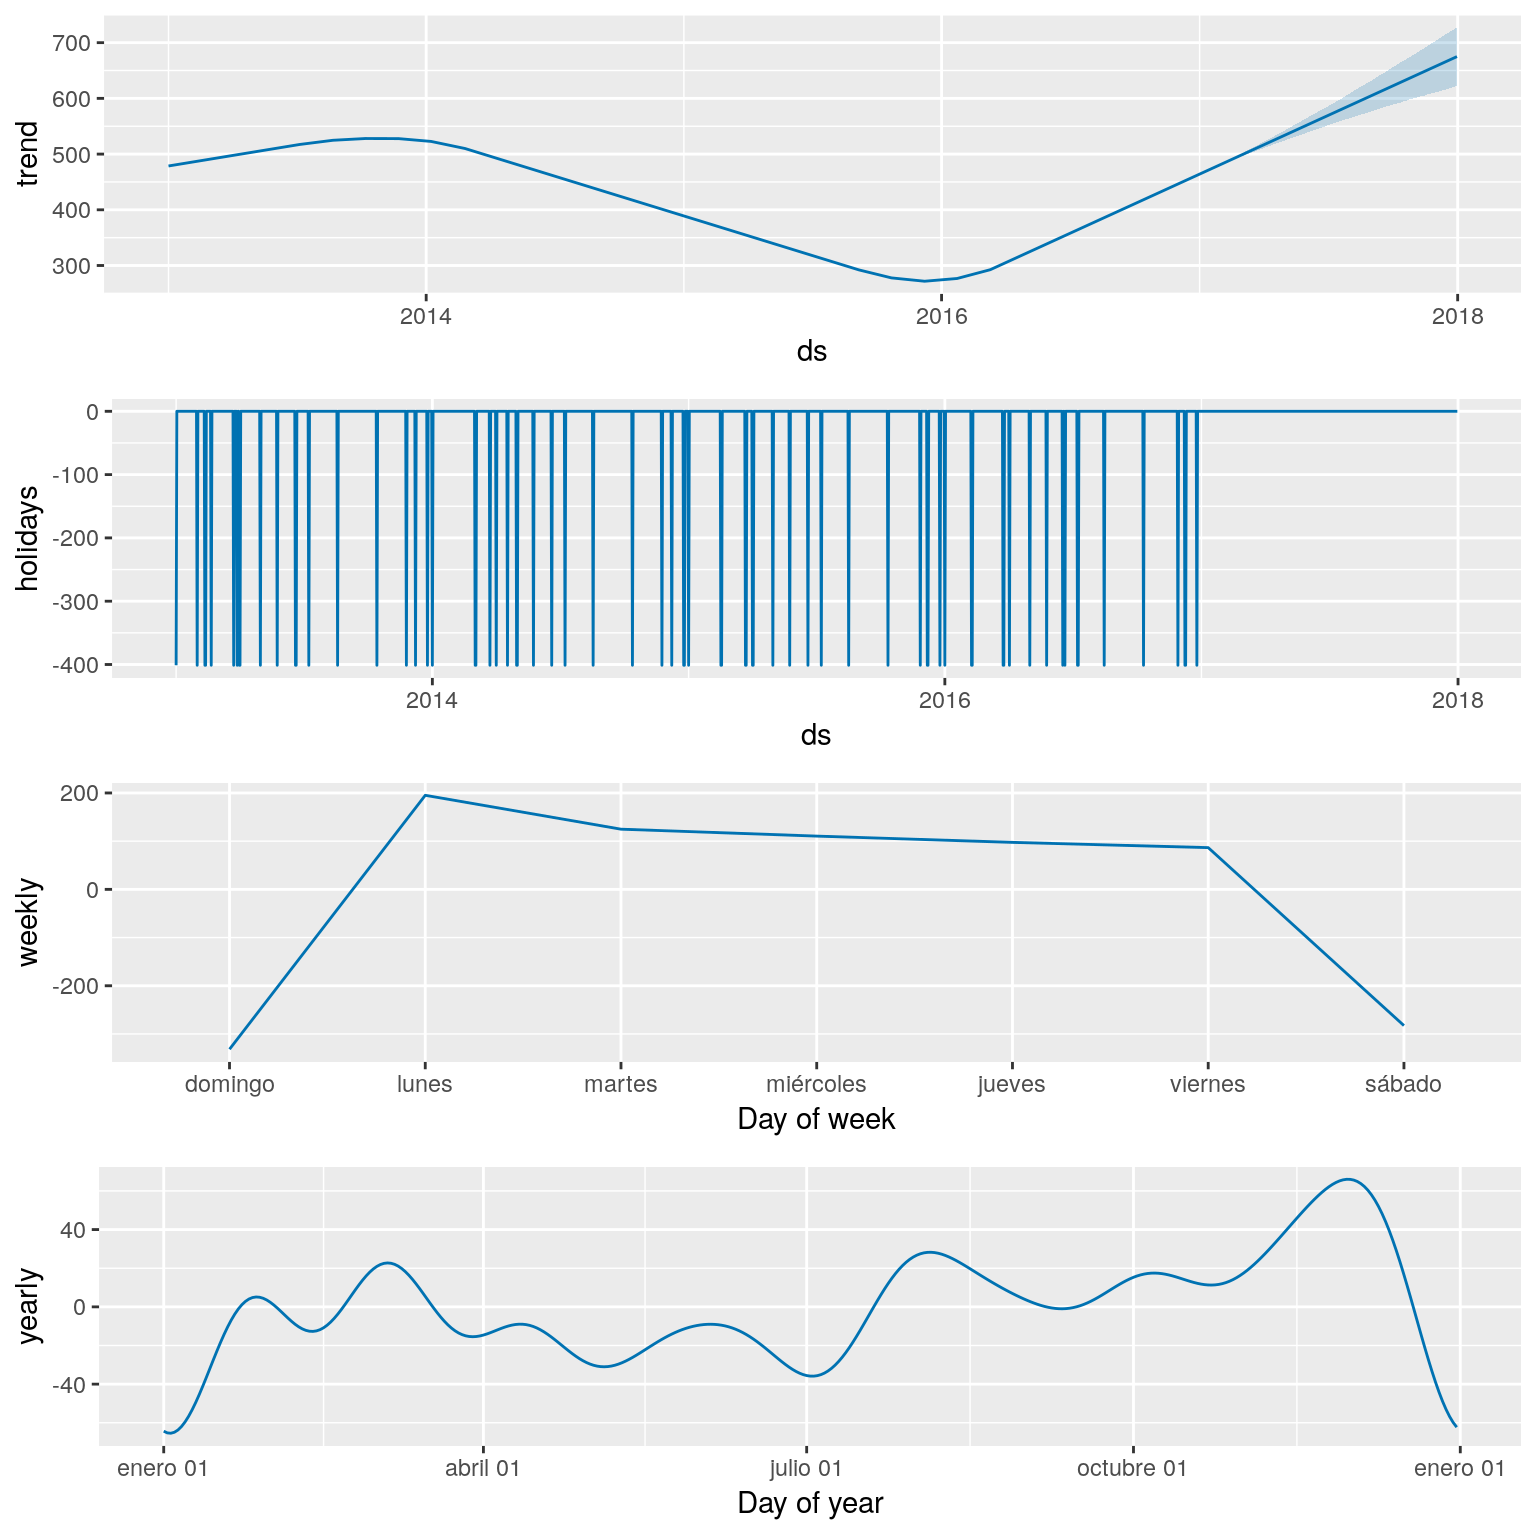 700
600
500
400
300
trend
2014 2016 2018
ds
0
-100
-200
-300
-400
holidays
2014 2016 2018
ds
200
0
-200
weekly
domingo lunes martes miércoles jueves viernes sábado
Day of week
40
0
-40
yearly
enero 01 abril 01 julio 01 octubre 01 enero 01
Day of year